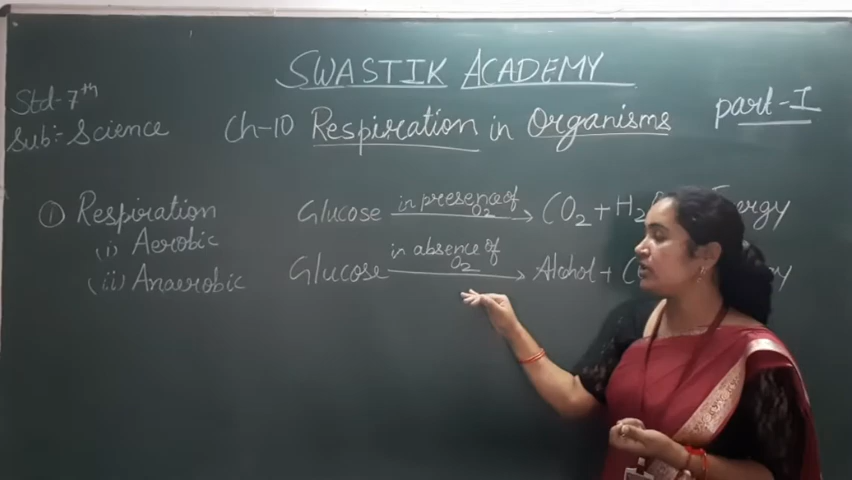 SWASTIK ACADEMY
Std-7th
Sub:- Science
Ch-10 Respiration in Organisms
part-I
① Respiration
Glucose in presence of O2 → CO2 + H2 Energy
(i) Aerobic
(ii) Anaerobic
Glucose in absence of O2 → Alcohol +